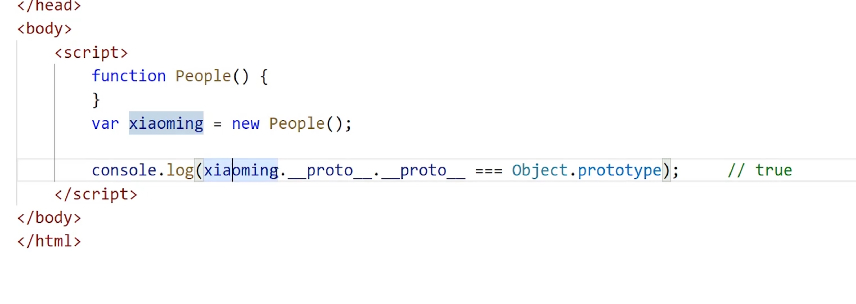 </head>
<body>
<script>
function People() {
}
var xiaoming = new People();
console.log(xiaoming.__proto__.__proto__ === Object.prototype); // true
</script>
</body>
</html>